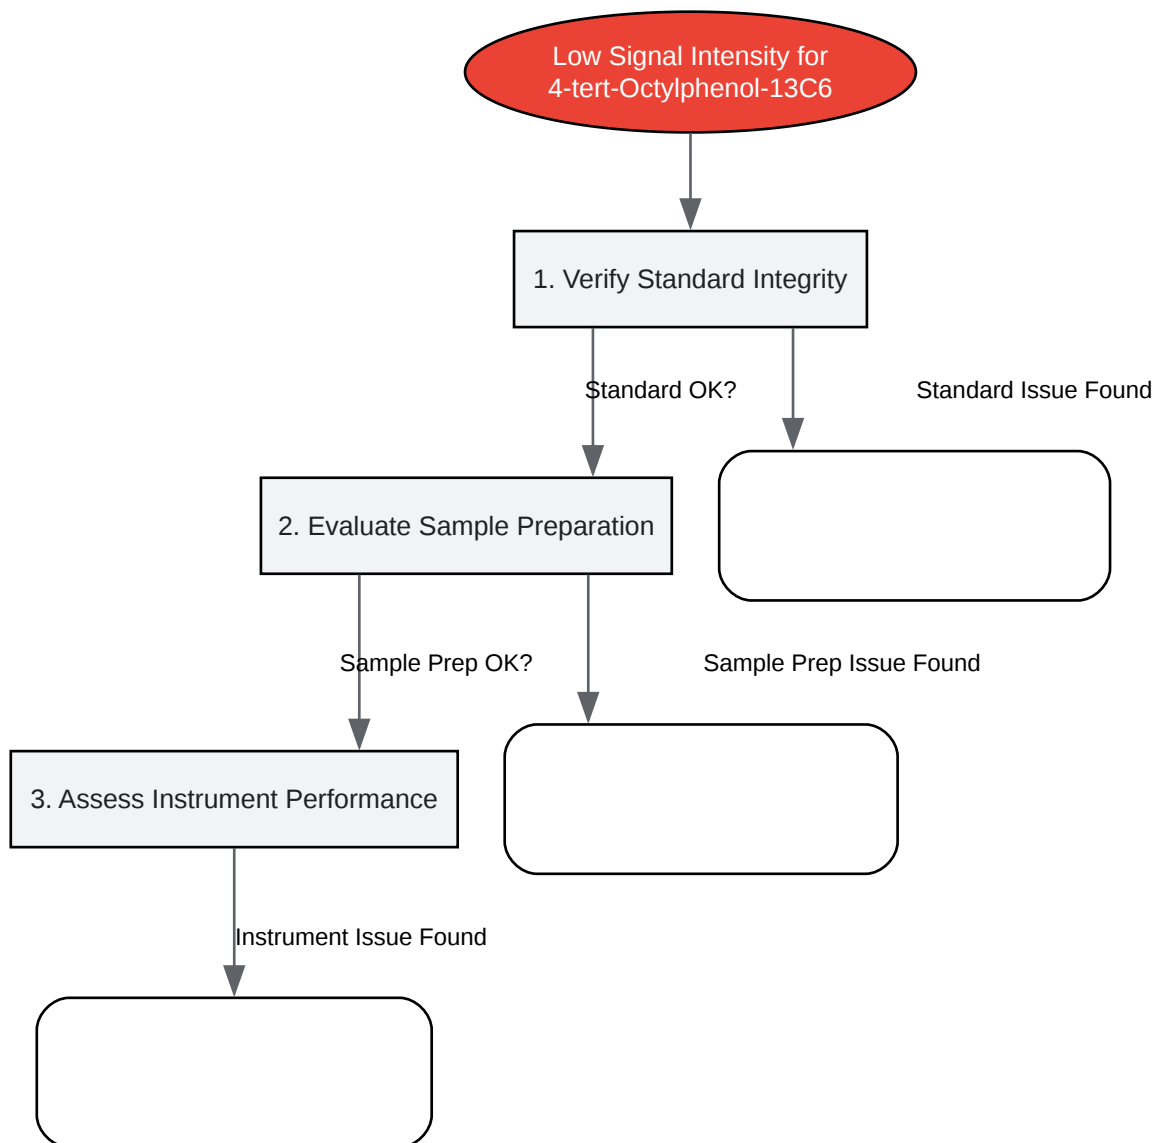 Low Signal Intensity for
4-tert-Octylphenol-13C6
1. Verify Standard Integrity
Standard OK?
Standard Issue Found
2. Evaluate Sample Preparation
Sample Prep OK?
Sample Prep Issue Found
3. Assess Instrument Performance
Instrument Issue Found